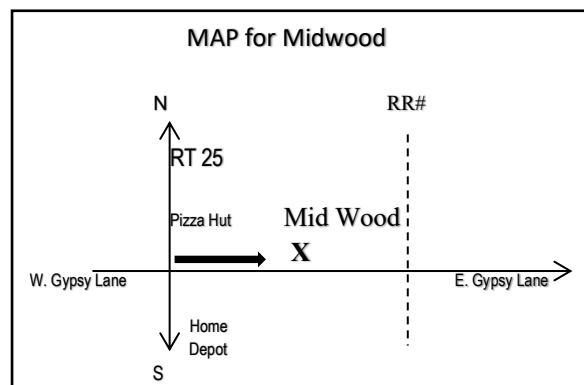 MAP for Midwood
N
RR#
RT 25
Pizza Hut
Mid Wood
X
W. Gypsy Lane
E. Gypsy Lane
Home
Depot
S